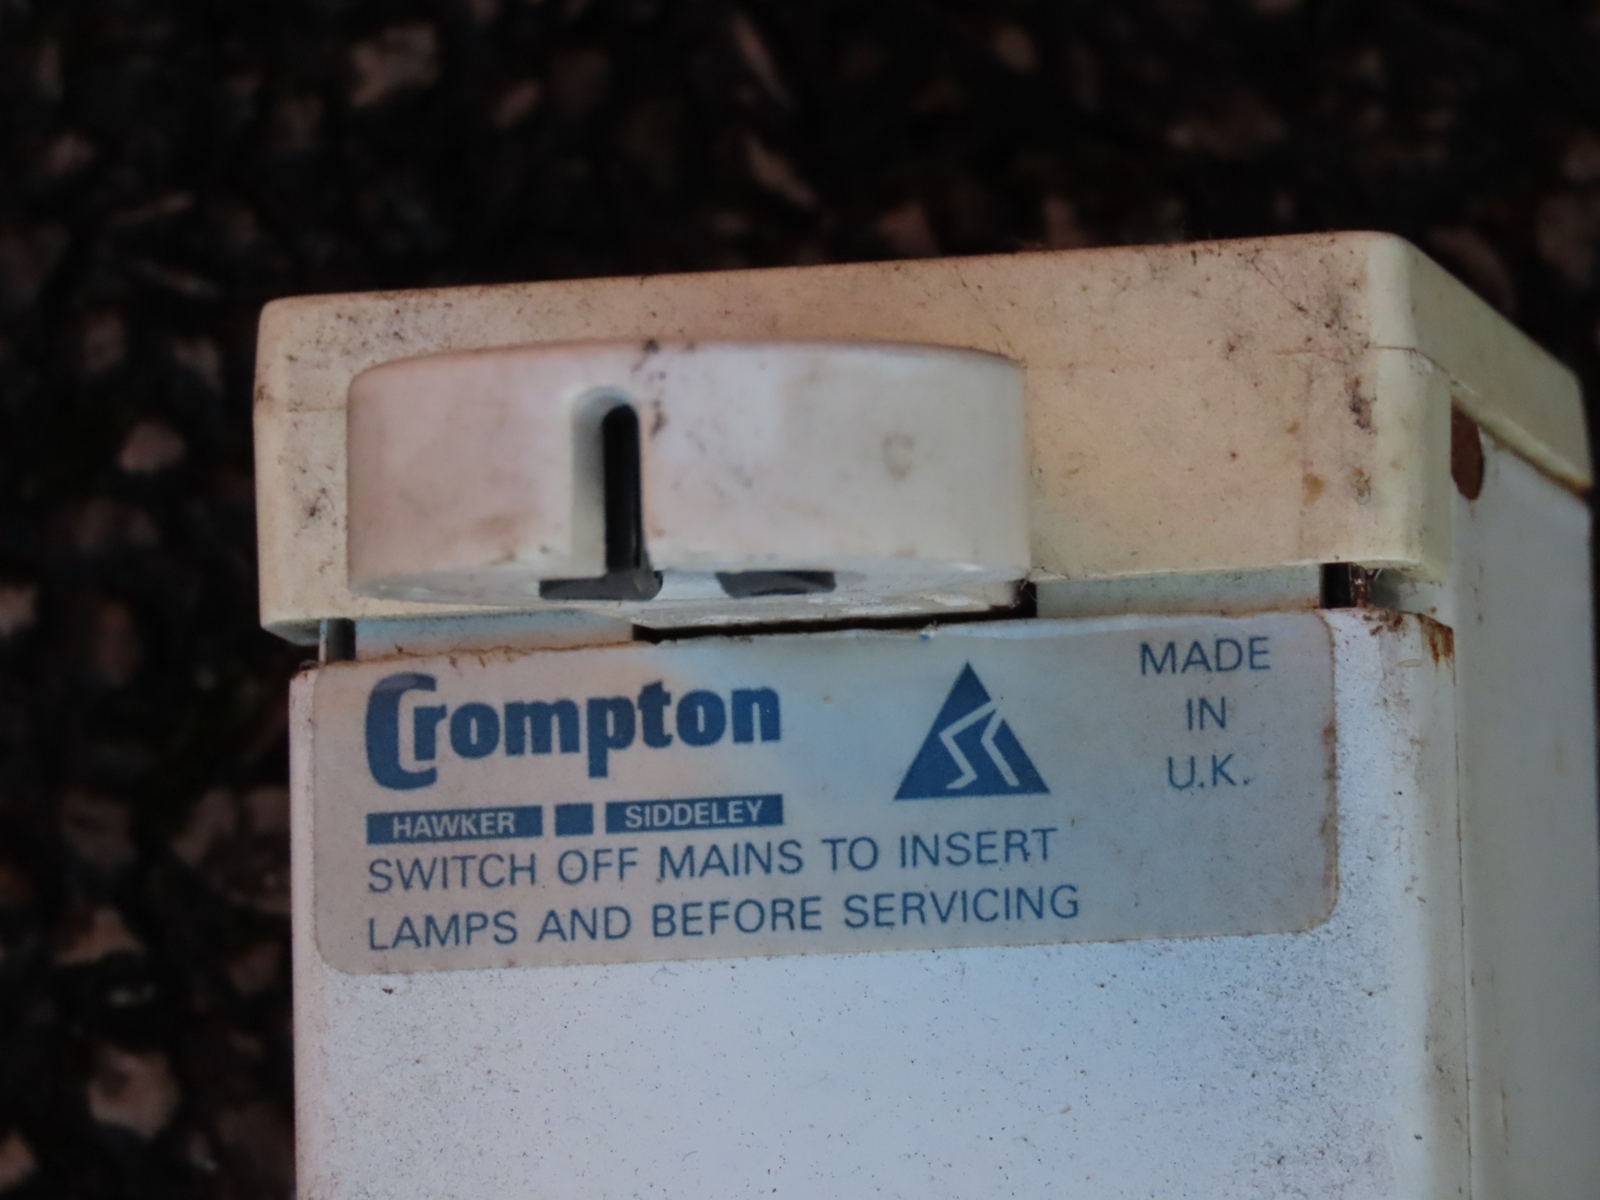 Crompton
HAWKER SIDDELEY
MADE
IN
U.K.
SWITCH OFF MAINS TO INSERT
LAMPS AND BEFORE SERVICING